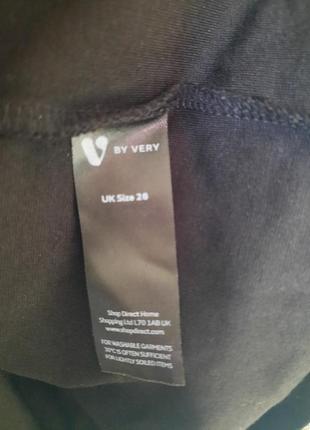 V BY VERY
UK Size 26
Shop Direct Home
Shopping Ltd L70 1AB UK
www.shopdirect.com
FOR WASHABLE GARMENTS
30°C IS OFTEN SUFFICIENT
FOR LIGHTLY SOILED ITEMS